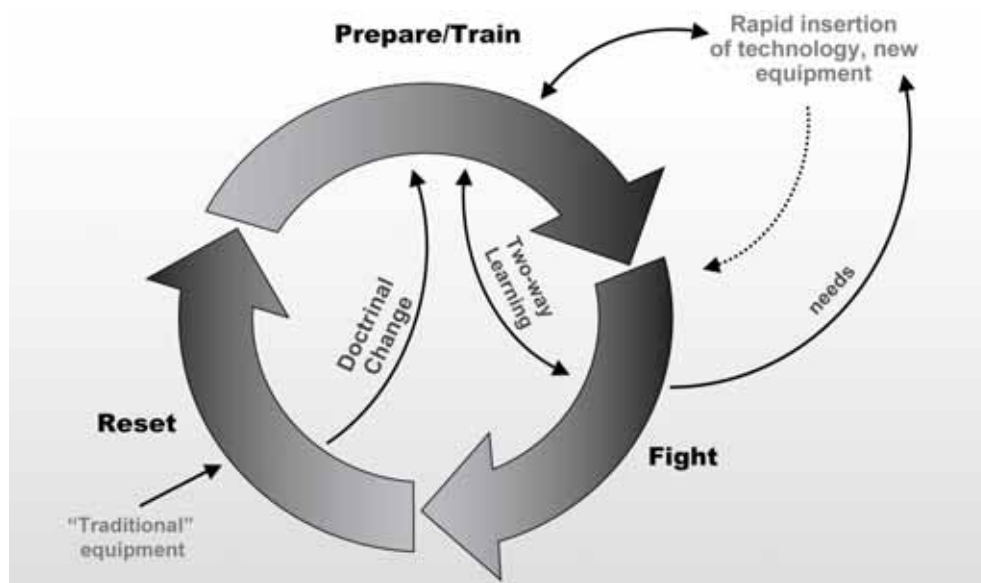 Prepare/Train
Rapid insertion
of technology, new
equipment
Doctrinal
Change
Two-way
Learning
needs
Reset
Fight
“Traditional”
equipment